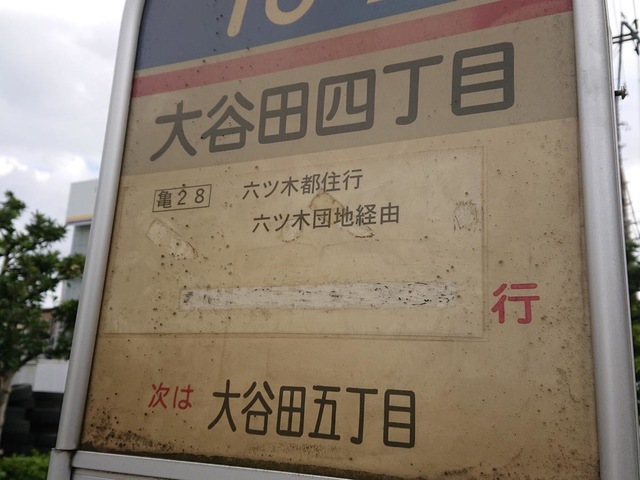 大谷田四丁目
亀28 六ツ木都住行
六ツ木団地経由
行
次は 大谷田五丁目